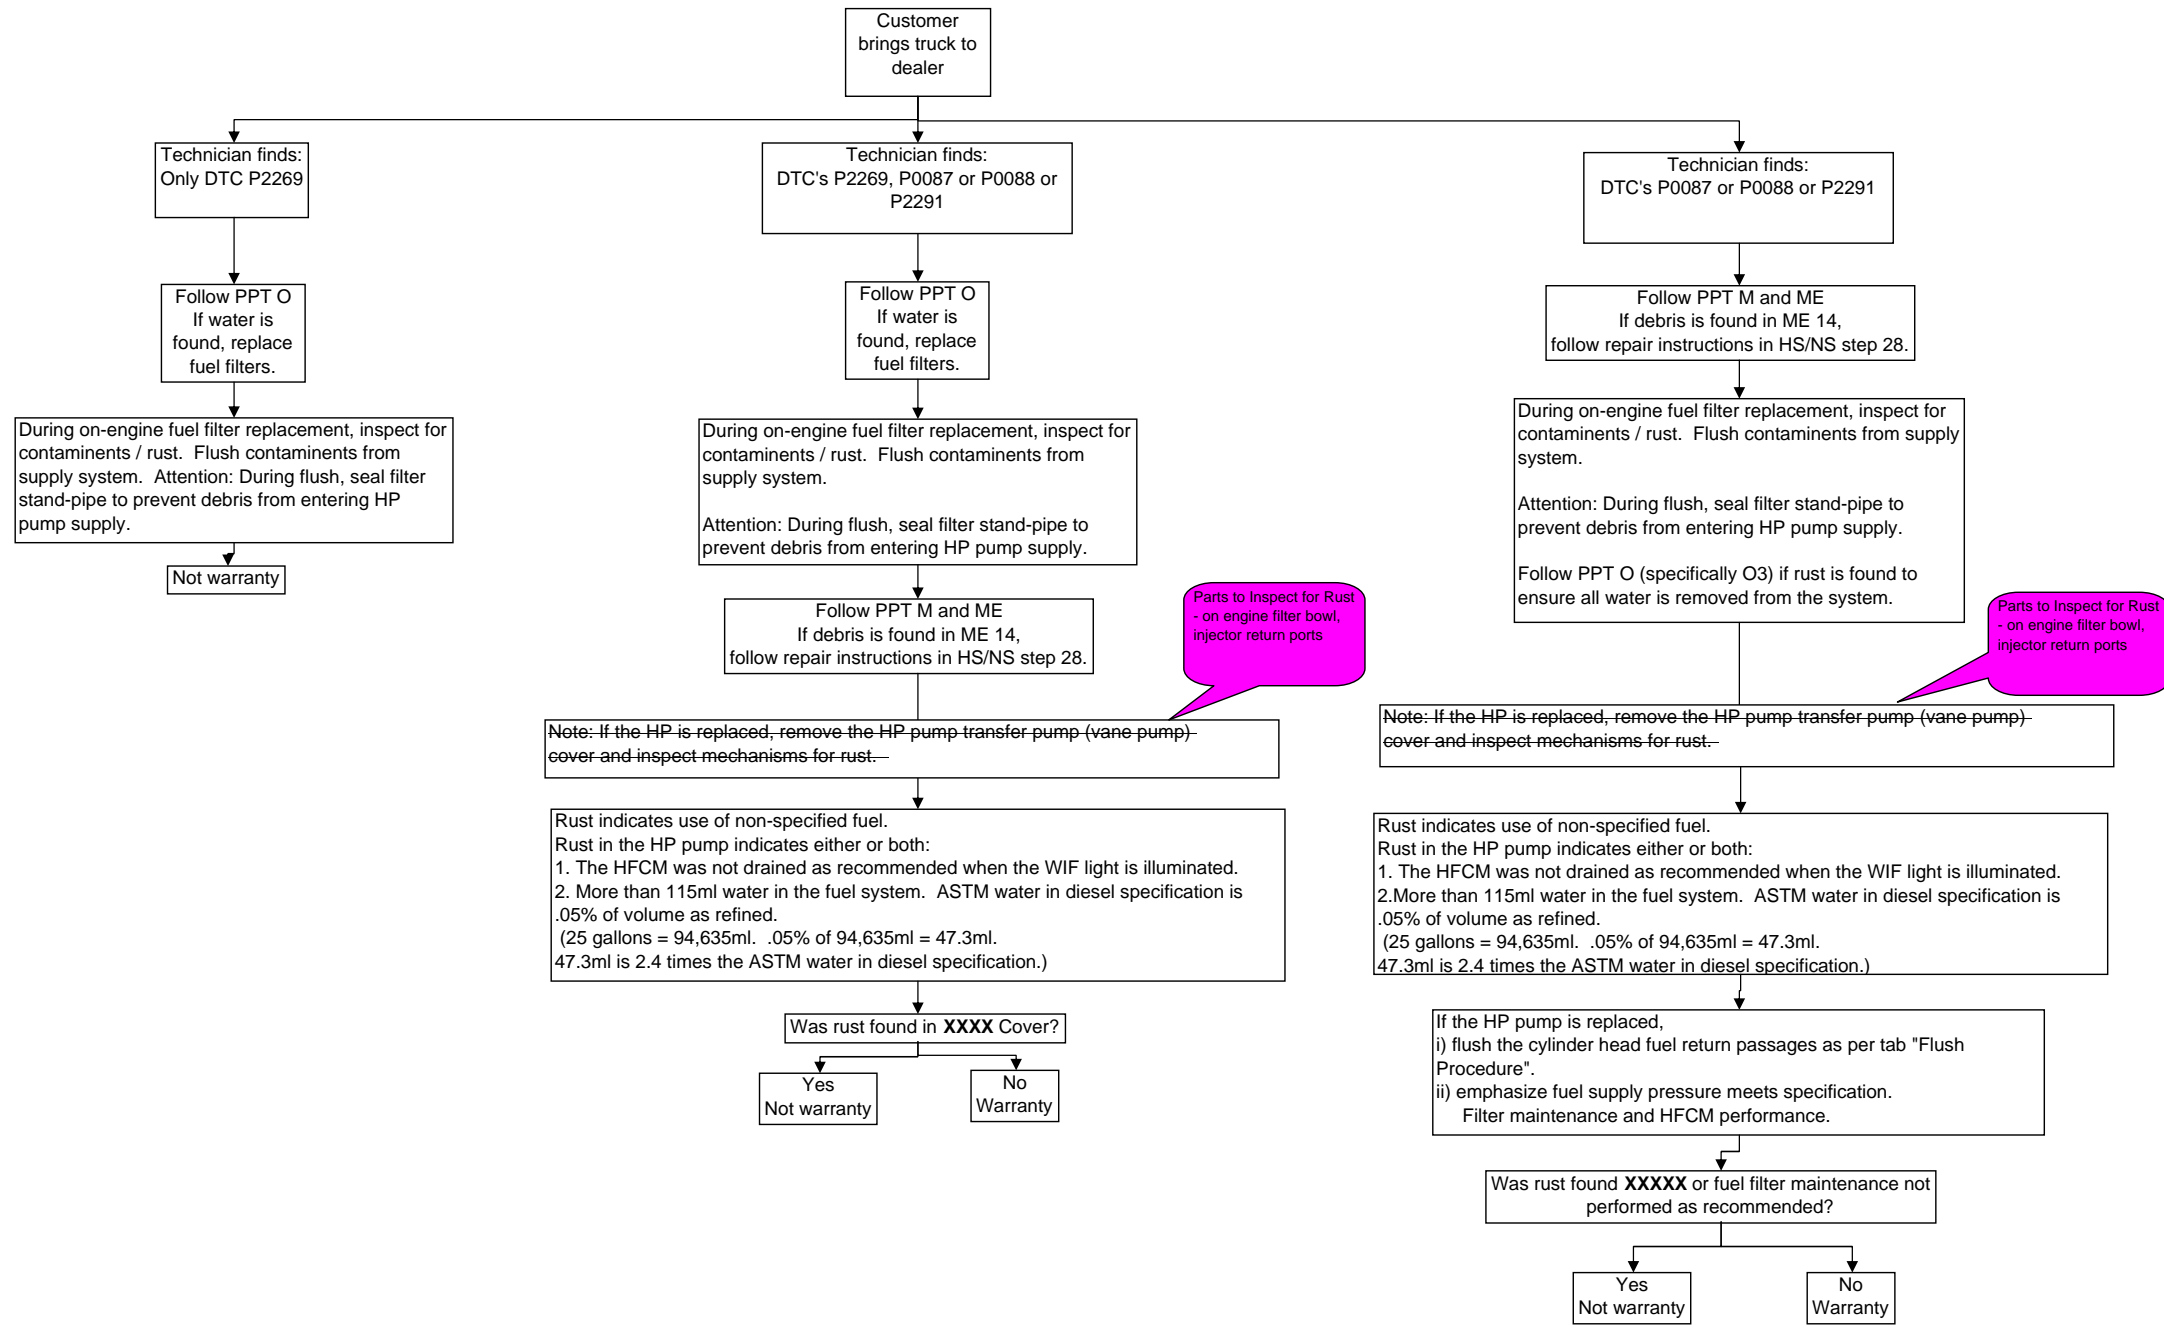 Customer
brings truck to
dealer
Technician finds:
Only DTC P2269
Follow PPT O
If water is
found, replace
fuel filters.
During on-engine fuel filter replacement, inspect for
contaminents / rust.  Flush contaminents from
supply system.  Attention: During flush, seal filter
stand-pipe to prevent debris from entering HP
pump supply.
Not warranty
Technician finds:
DTC's P2269, P0087 or P0088 or
P2291
Follow PPT O
If water is
found, replace
fuel filters.
During on-engine fuel filter replacement, inspect for
contaminents / rust.  Flush contaminents from
supply system.
Attention: During flush, seal filter stand-pipe to
prevent debris from entering HP pump supply.
Follow PPT M and ME
If debris is found in ME 14,
follow repair instructions in HS/NS step 28.
Parts to Inspect for Rust
- on engine filter bowl,
injector return ports
Note: If the HP is replaced, remove the HP pump transfer pump (vane pump)
cover and inspect mechanisms for rust.
Rust indicates use of non-specified fuel.
Rust in the HP pump indicates either or both:
1. The HFCM was not drained as recommended when the WIF light is illuminated.
2. More than 115ml water in the fuel system.  ASTM water in diesel specification is
.05% of volume as refined.
(25 gallons = 94,635ml.  .05% of 94,635ml = 47.3ml.
47.3ml is 2.4 times the ASTM water in diesel specification.)
Was rust found in XXXX Cover?
Yes
Not warranty
No
Warranty
Technician finds:
DTC's P0087 or P0088 or P2291
Follow PPT M and ME
If debris is found in ME 14,
follow repair instructions in HS/NS step 28.
During on-engine fuel filter replacement, inspect for
contaminents / rust.  Flush contaminents from supply
system.
Attention: During flush, seal filter stand-pipe to
prevent debris from entering HP pump supply.
Follow PPT O (specifically O3) if rust is found to
ensure all water is removed from the system.
Parts to Inspect for Rust
- on engine filter bowl,
injector return ports
Note: If the HP is replaced, remove the HP pump transfer pump (vane pump)
cover and inspect mechanisms for rust.
Rust indicates use of non-specified fuel.
Rust in the HP pump indicates either or both:
1. The HFCM was not drained as recommended when the WIF light is illuminated.
2.More than 115ml water in the fuel system.  ASTM water in diesel specification is
.05% of volume as refined.
(25 gallons = 94,635ml.  .05% of 94,635ml = 47.3ml.
47.3ml is 2.4 times the ASTM water in diesel specification.)
If the HP pump is replaced,
i) flush the cylinder head fuel return passages as per tab "Flush
Procedure".
ii) emphasize fuel supply pressure meets specification.
Filter maintenance and HFCM performance.
Was rust found XXXXX or fuel filter maintenance not
performed as recommended?
Yes
Not warranty
No
Warranty